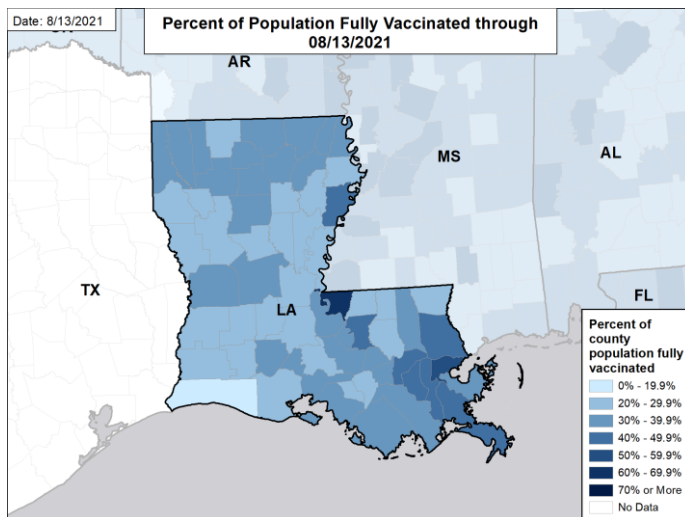 Date: 8/13/2021
Percent of Population Fully Vaccinated through
08/13/2021
AR
MS
AL
TX
LA
FL
Percent of
county
population fully
vaccinated
0% - 19.9%
20% - 29.9%
30% - 39.9%
40% - 49.9%
50% - 59.9%
60% - 69.9%
70% or More
No Data